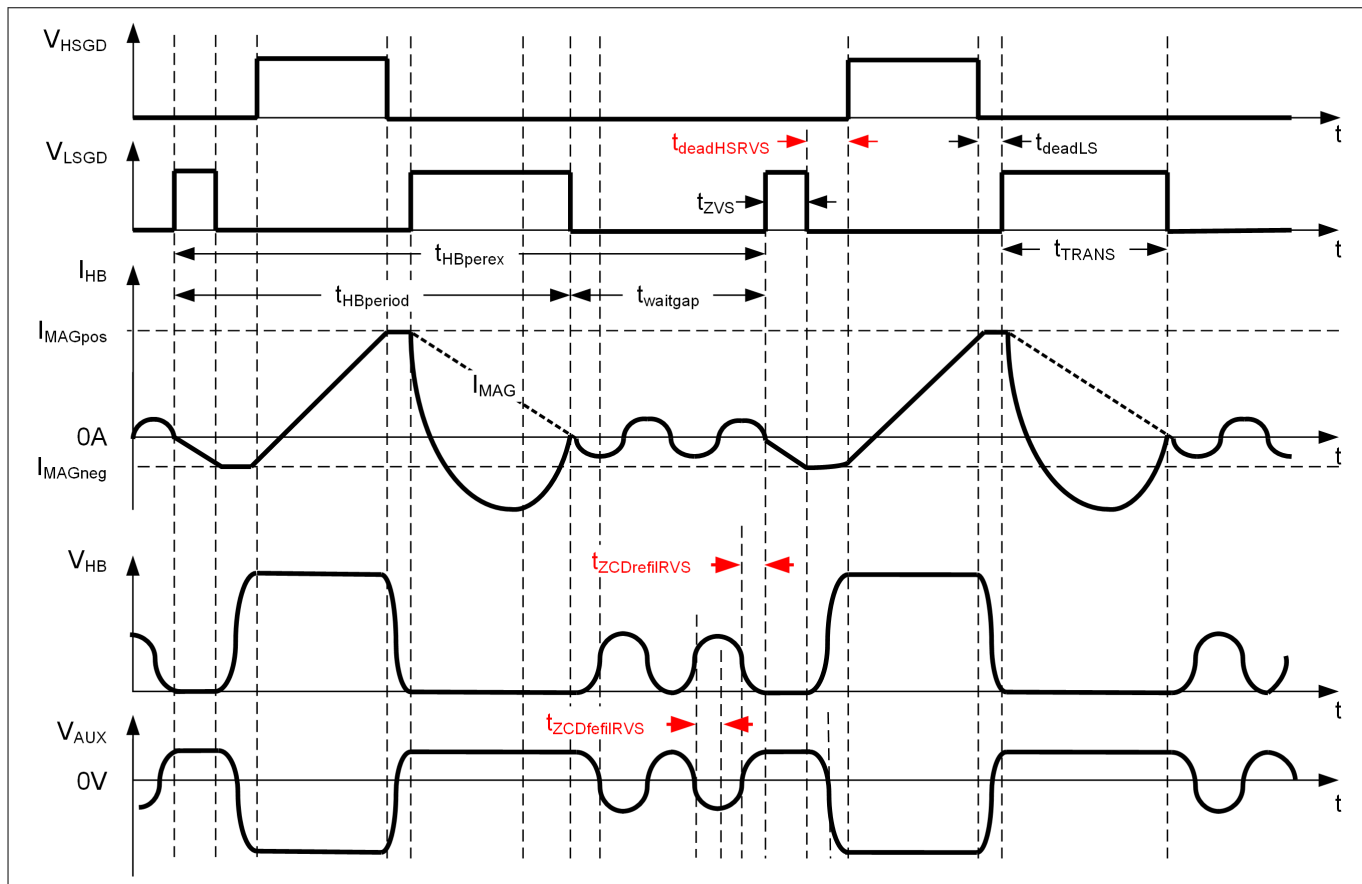 VHSGD
t
tdeadHSRVS
tdeadLS
VLSGD
tZVS
t
tHBperex
tTRANS
IHB
tHBperiod
twaitgap
IMAGpos
IMAG
0A
t
IMAGneg
VHB
tZCDrefilRVS
t
tZCDfefilRVS
VAUX
0V
t